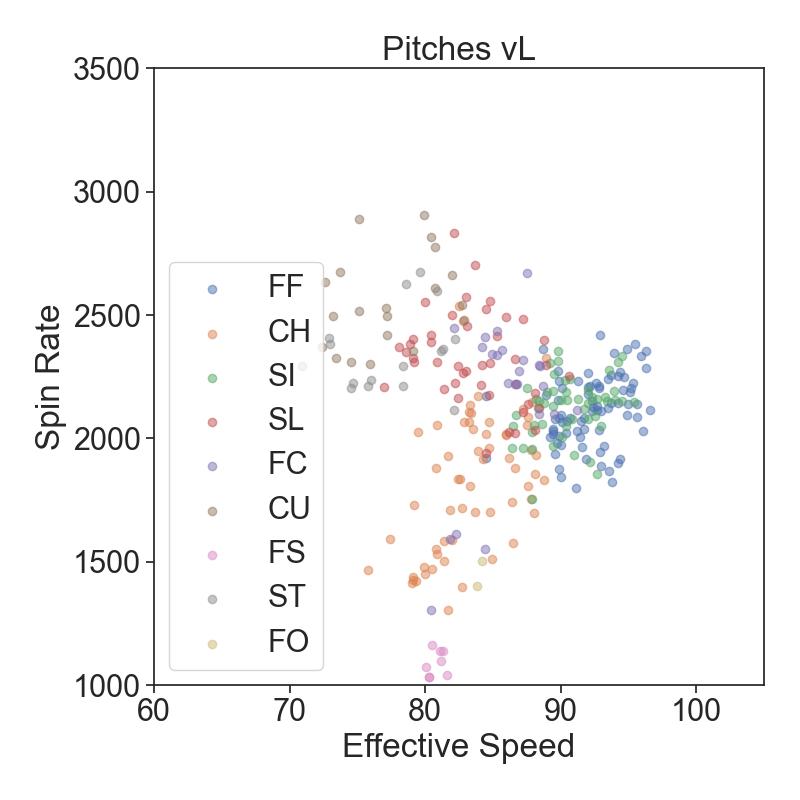 Pitches vL
3500
3000
2500
2000
1500
1000
Spin Rate
FF
CH
SI
SL
FC
CU
FS
ST
FO
60 70 80 90 100
Effective Speed